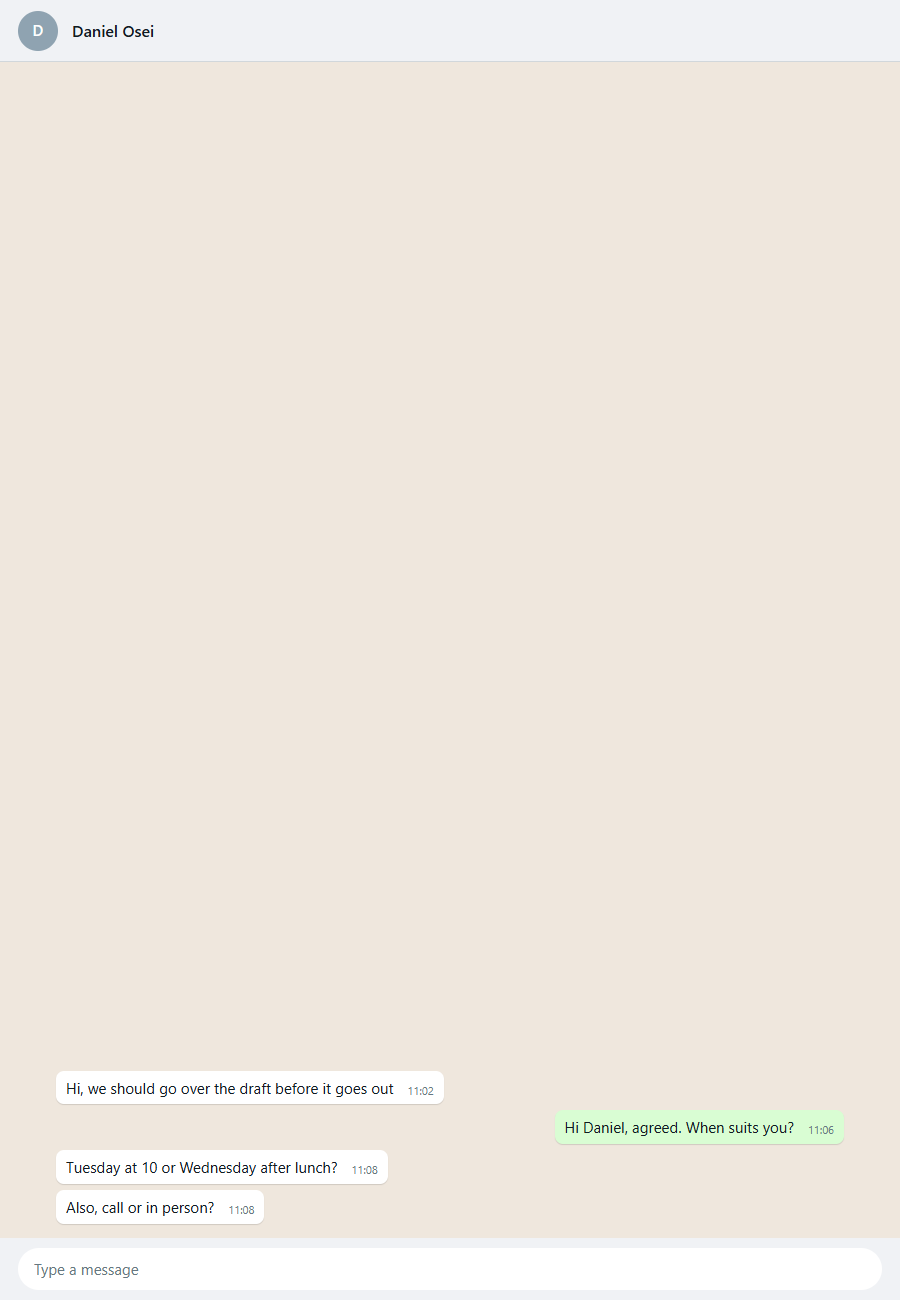 D
Daniel Osei
Hi, we should go over the draft before it goes out 11:02
Hi Daniel, agreed. When suits you? 11:06
Tuesday at 10 or Wednesday after lunch? 11:08
Also, call or in person? 11:08
Type a message